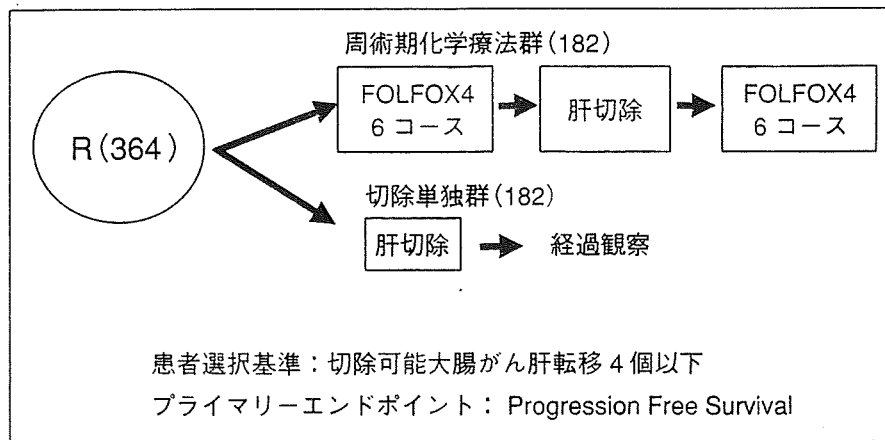 周術期化学療法群(182)
R(364)
FOLFOX4
6 コース
肝切除
FOLFOX4
6 コース
切除単独群(182)
肝切除
経過観察
患者選択基準：切除可能大腸がん肝転移 4 個以下
プライマリーエンドポイント： Progression Free Survival